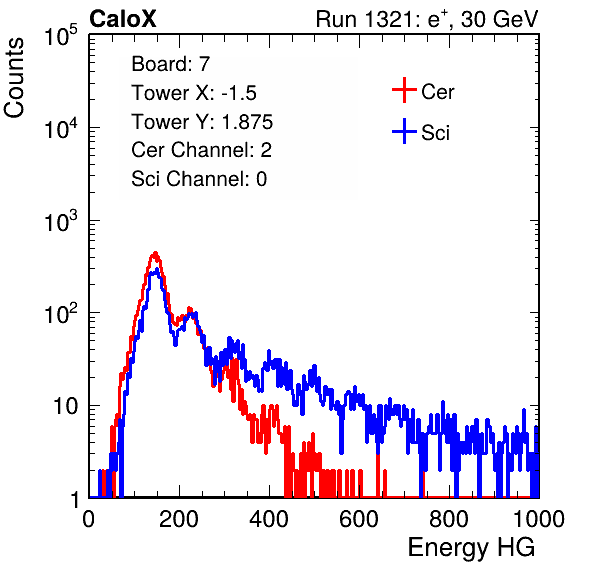 CaloX Run 1321: e⁺, 30 GeV
Counts
Board: 7
Tower X: -1.5
Tower Y: 1.875
Cer Channel: 2
Sci Channel: 0
Cer
Sci
10⁵
10⁴
10³
10²
10
1
0 200 400 600 800 1000
Energy HG